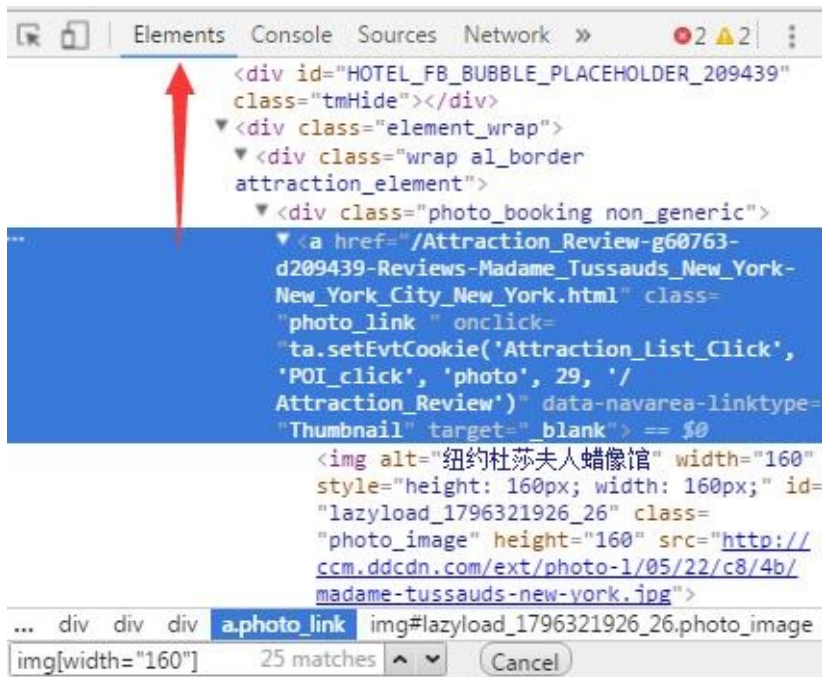 Elements Console Sources Network » 2 2
<div id="HOTEL_FB_BUBBLE_PLACEHOLDER_209439"
class="tmHide"></div>
▼<div class="element_wrap">
▼<div class="wrap al_border
attraction_element">
▼<div class="photo_booking non_generic">
… ▼<a href="/Attraction_Review-g60763-
d209439-Reviews-Madame_Tussauds_New_York-
New_York_City_New_York.html" class=
"photo_link " onclick=
"ta.setEvtCookie('Attraction_List_Click',
'POI_click', 'photo', 29, '/
Attraction_Review')" data-navarea-linktype=
"Thumbnail" target="_blank"> == $0
<img alt="纽约杜莎夫人蜡像馆" width="160"
style="height: 160px; width: 160px;" id=
"lazyload_1796321926_26" class=
"photo_image" height="160" src="http://
ccm.ddcdn.com/ext/photo-l/05/22/c8/4b/
madame-tussauds-new-york.jpg">
... div div div a.photo_link img#lazyload_1796321926_26.photo_image
img[width="160"] 25 matches Cancel